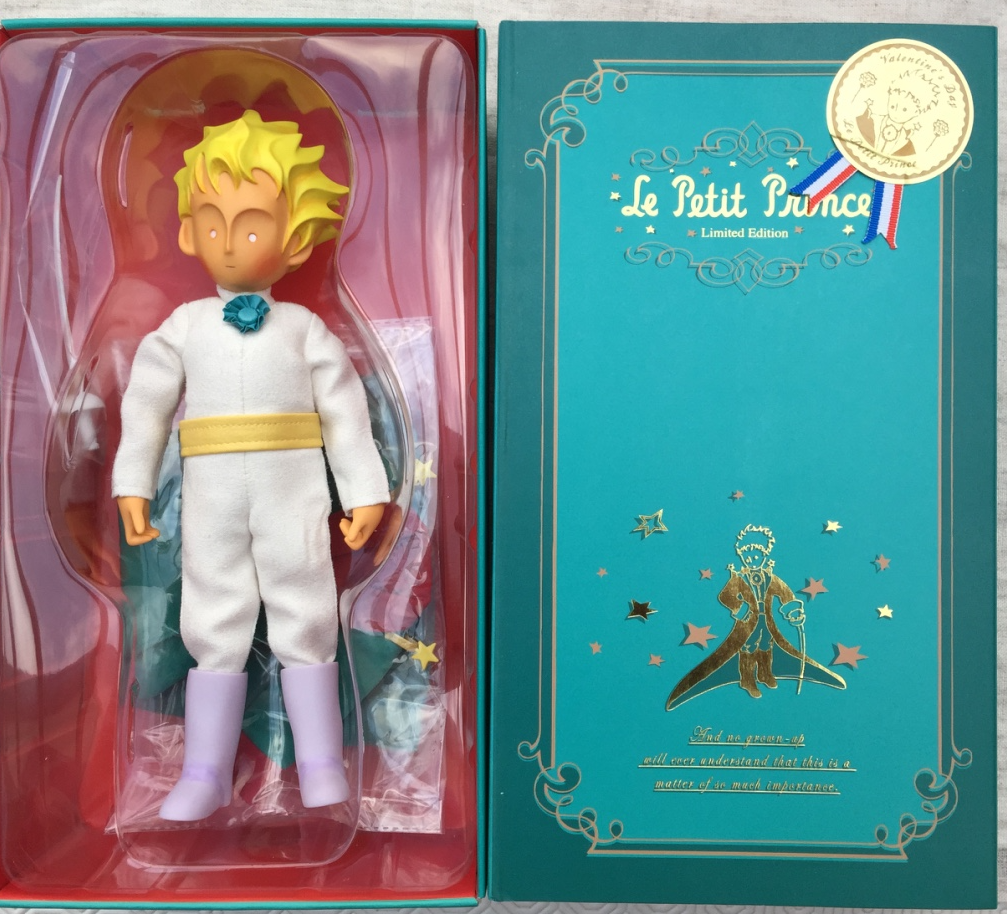 Valentine's Day
Le Petit Prince
Le Petit Prince
Limited Edition
And no grown-up
will ever understand that this is a
matter of so much importance.